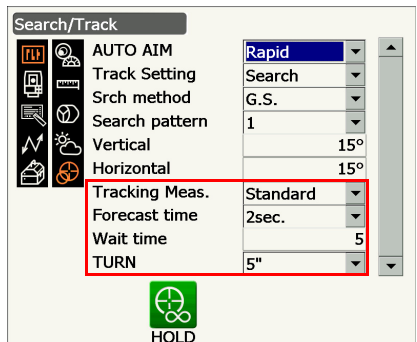 Search/Track
AUTO AIM Rapid
Track Setting Search
Srch method G.S.
Search pattern 1
Vertical 15°
Horizontal 15°
Tracking Meas. Standard
Forecast time 2sec.
Wait time 5
TURN 5"
HOLD